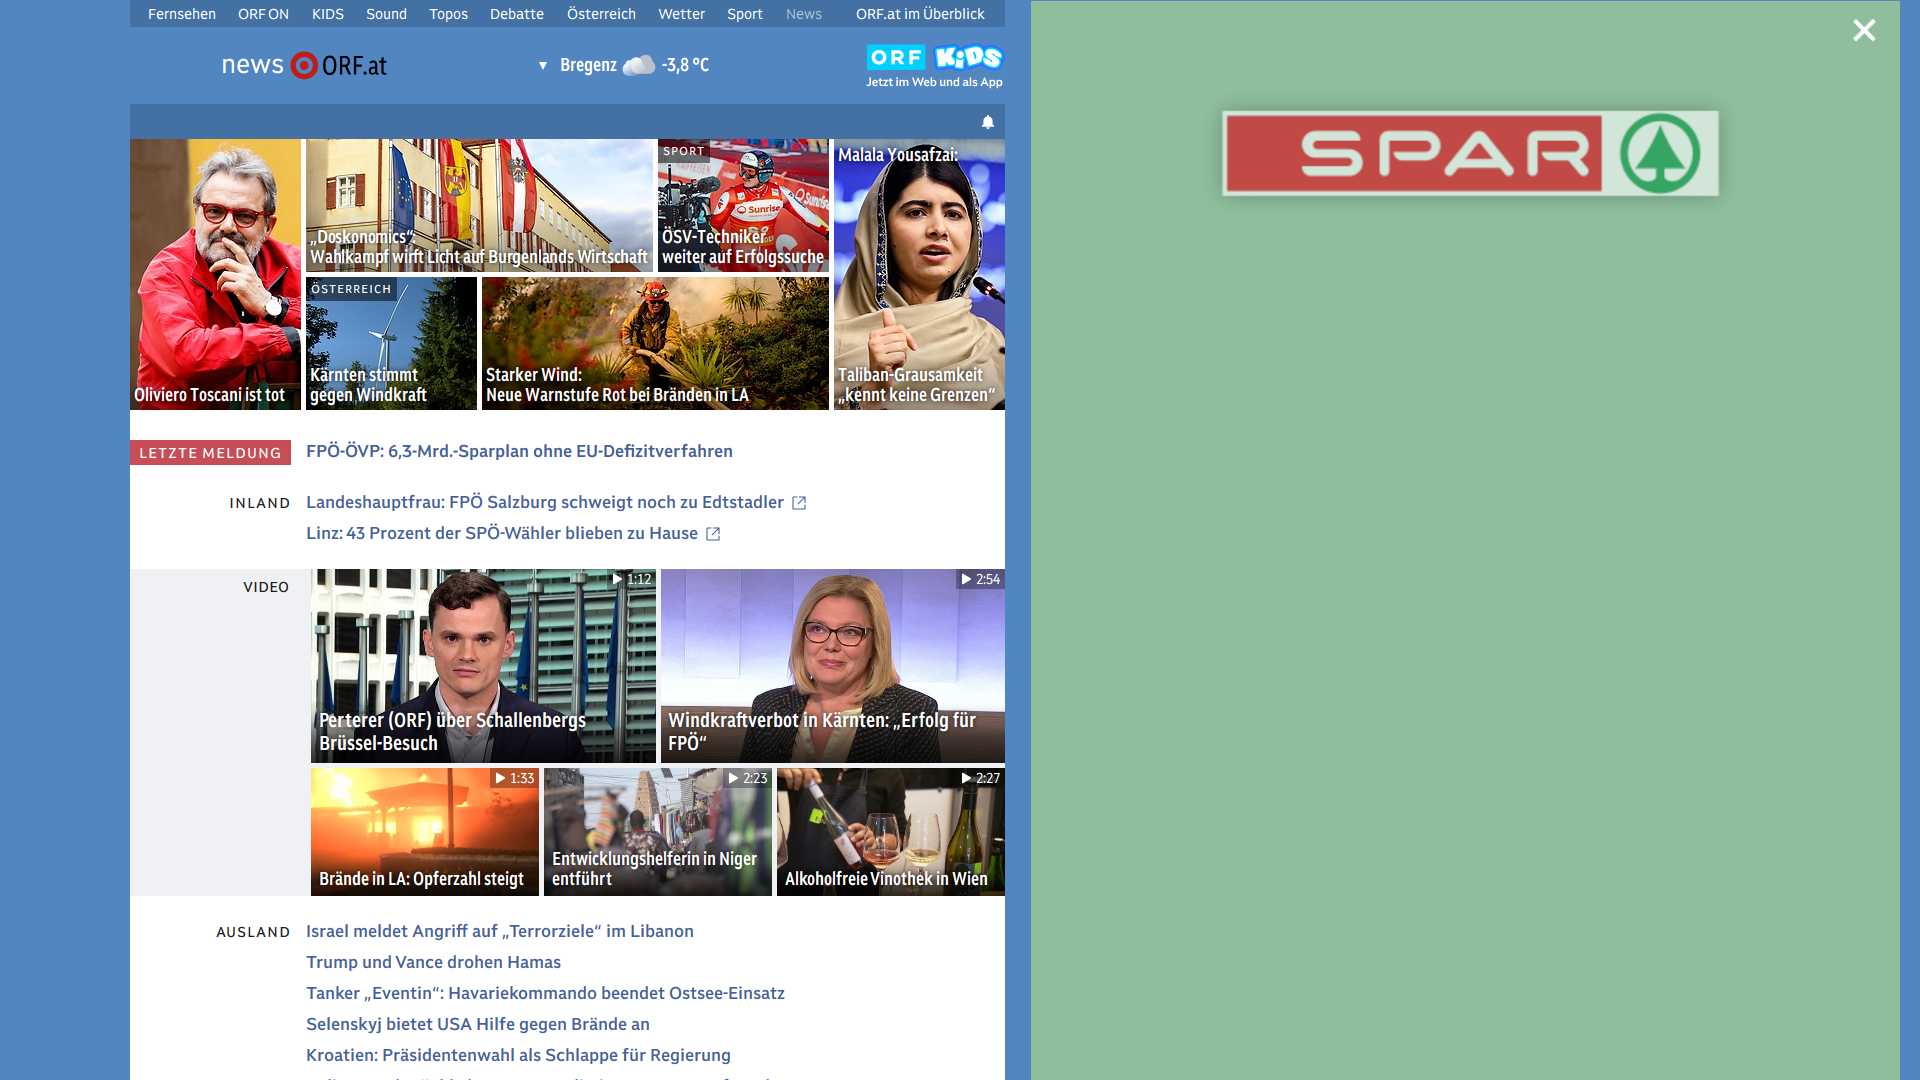 Fernsehen ORF ON KIDS Sound Topos Debatte Österreich Wetter Sport News ORF.at im Überblick
news ORF.at
▼ Bregenz -3,8 °C
ORF KiDS
Jetzt im Web und als App
Oliviero Toscani ist tot
„Doskonomics“:
Wahlkampf wirft Licht auf Burgenlands Wirtschaft
SPORT
Sunrise
ÖSV-Techniker
weiter auf Erfolgssuche
Malala Yousafzai:
Taliban-Grausamkeit
„kennt keine Grenzen“
ÖSTERREICH
Kärnten stimmt
gegen Windkraft
Starker Wind:
Neue Warnstufe Rot bei Bränden in LA
LETZTE MELDUNG
FPÖ-ÖVP: 6,3-Mrd.-Sparplan ohne EU-Defizitverfahren
INLAND
Landeshauptfrau: FPÖ Salzburg schweigt noch zu Edtstadler
Linz: 43 Prozent der SPÖ-Wähler blieben zu Hause
VIDEO
1:12
Perterer (ORF) über Schallenbergs
Brüssel-Besuch
2:54
Windkraftverbot in Kärnten: „Erfolg für
FPÖ“
1:33
Brände in LA: Opferzahl steigt
2:23
Entwicklungshelferin in Niger
entführt
2:27
Alkoholfreie Vinothek in Wien
AUSLAND
Israel meldet Angriff auf „Terrorziele“ im Libanon
Trump und Vance drohen Hamas
Tanker „Eventin“: Havariekommando beendet Ostsee-Einsatz
Selenskyj bietet USA Hilfe gegen Brände an
Kroatien: Präsidentenwahl als Schlappe für Regierung
SPAR